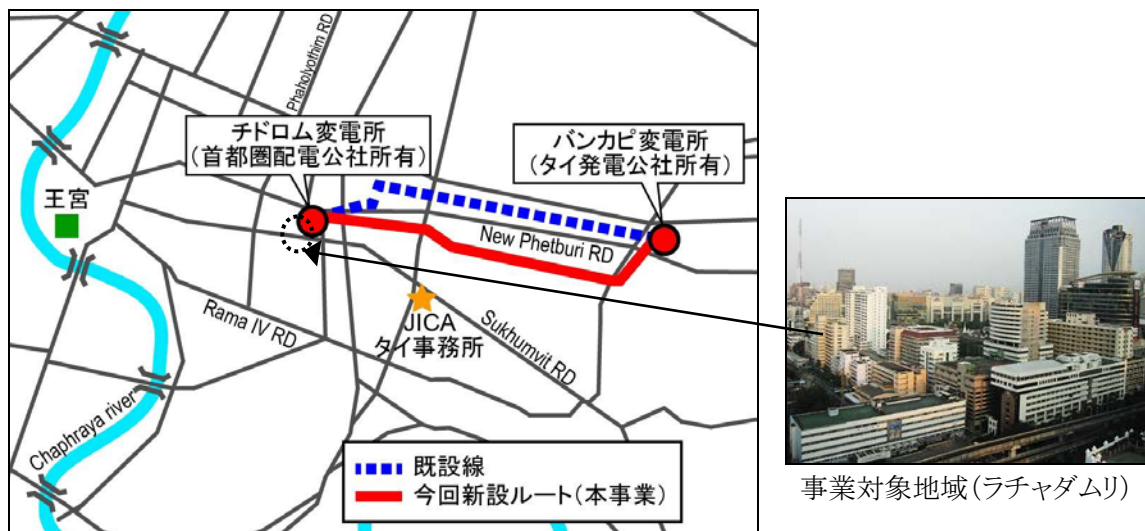 Phaholyothim RD
チドロム変電所
(首都圏配電公社所有)
バンカピ変電所
(タイ発電公社所有)
王宮
New Phetburi RD
Rama IV RD
JICA
タイ事務所
Sukhumvit RD
Chaphraya river
既設線
今回新設ルート(本事業)
事業対象地域(ラチャダムリ)